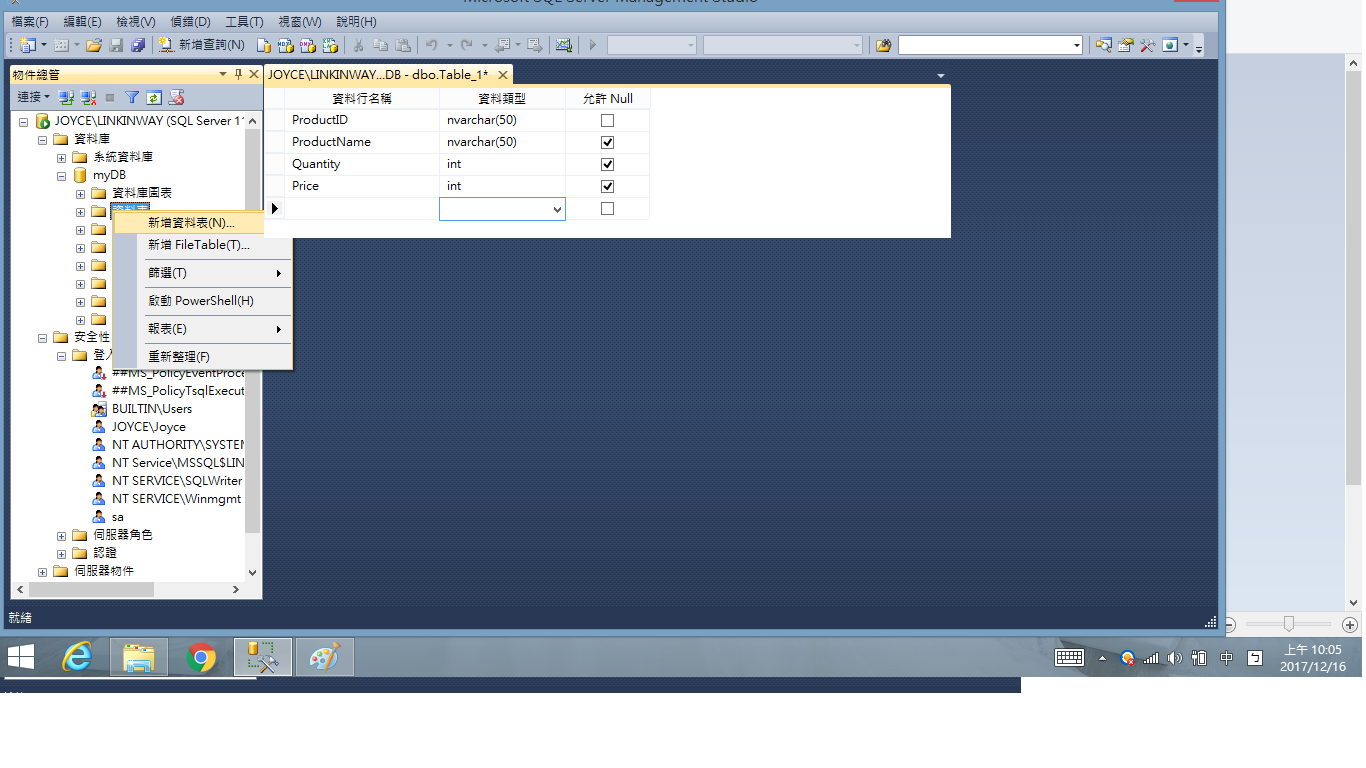 Microsoft SQL Server Management Studio
檔案(F) 編輯(E) 檢視(V) 偵錯(D) 工具(T) 視窗(W) 說明(H)
新增查詢(N)
物件總管
JOYCE\LINKINWAY...DB - dbo.Table_1*
連接
資料行名稱 資料類型 允許 Null
ProductID nvarchar(50)
ProductName nvarchar(50)
Quantity int
Price int
JOYCE\LINKINWAY (SQL Server 11
資料庫
系統資料庫
myDB
資料庫圖表
資料表
新增資料表(N)...
新增 FileTable(T)...
篩選(T)
啟動 PowerShell(H)
報表(E)
重新整理(F)
安全性
登入
##MS_PolicyEventProce
##MS_PolicyTsqlExecut
BUILTIN\Users
JOYCE\Joyce
NT AUTHORITY\SYSTEM
NT Service\MSSQL$LIN
NT SERVICE\SQLWriter
NT SERVICE\Winmgmt
sa
伺服器角色
認證
伺服器物件
就緒
中
上午 10:05
2017/12/16